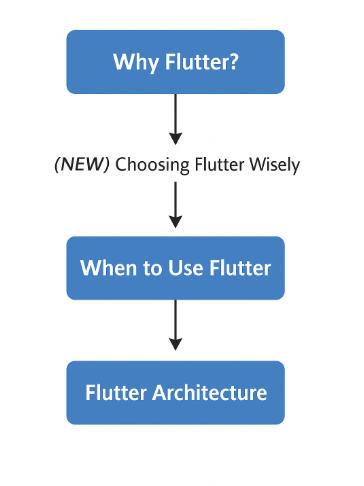 Why Flutter?
(NEW) Choosing Flutter Wisely
When to Use Flutter
Flutter Architecture